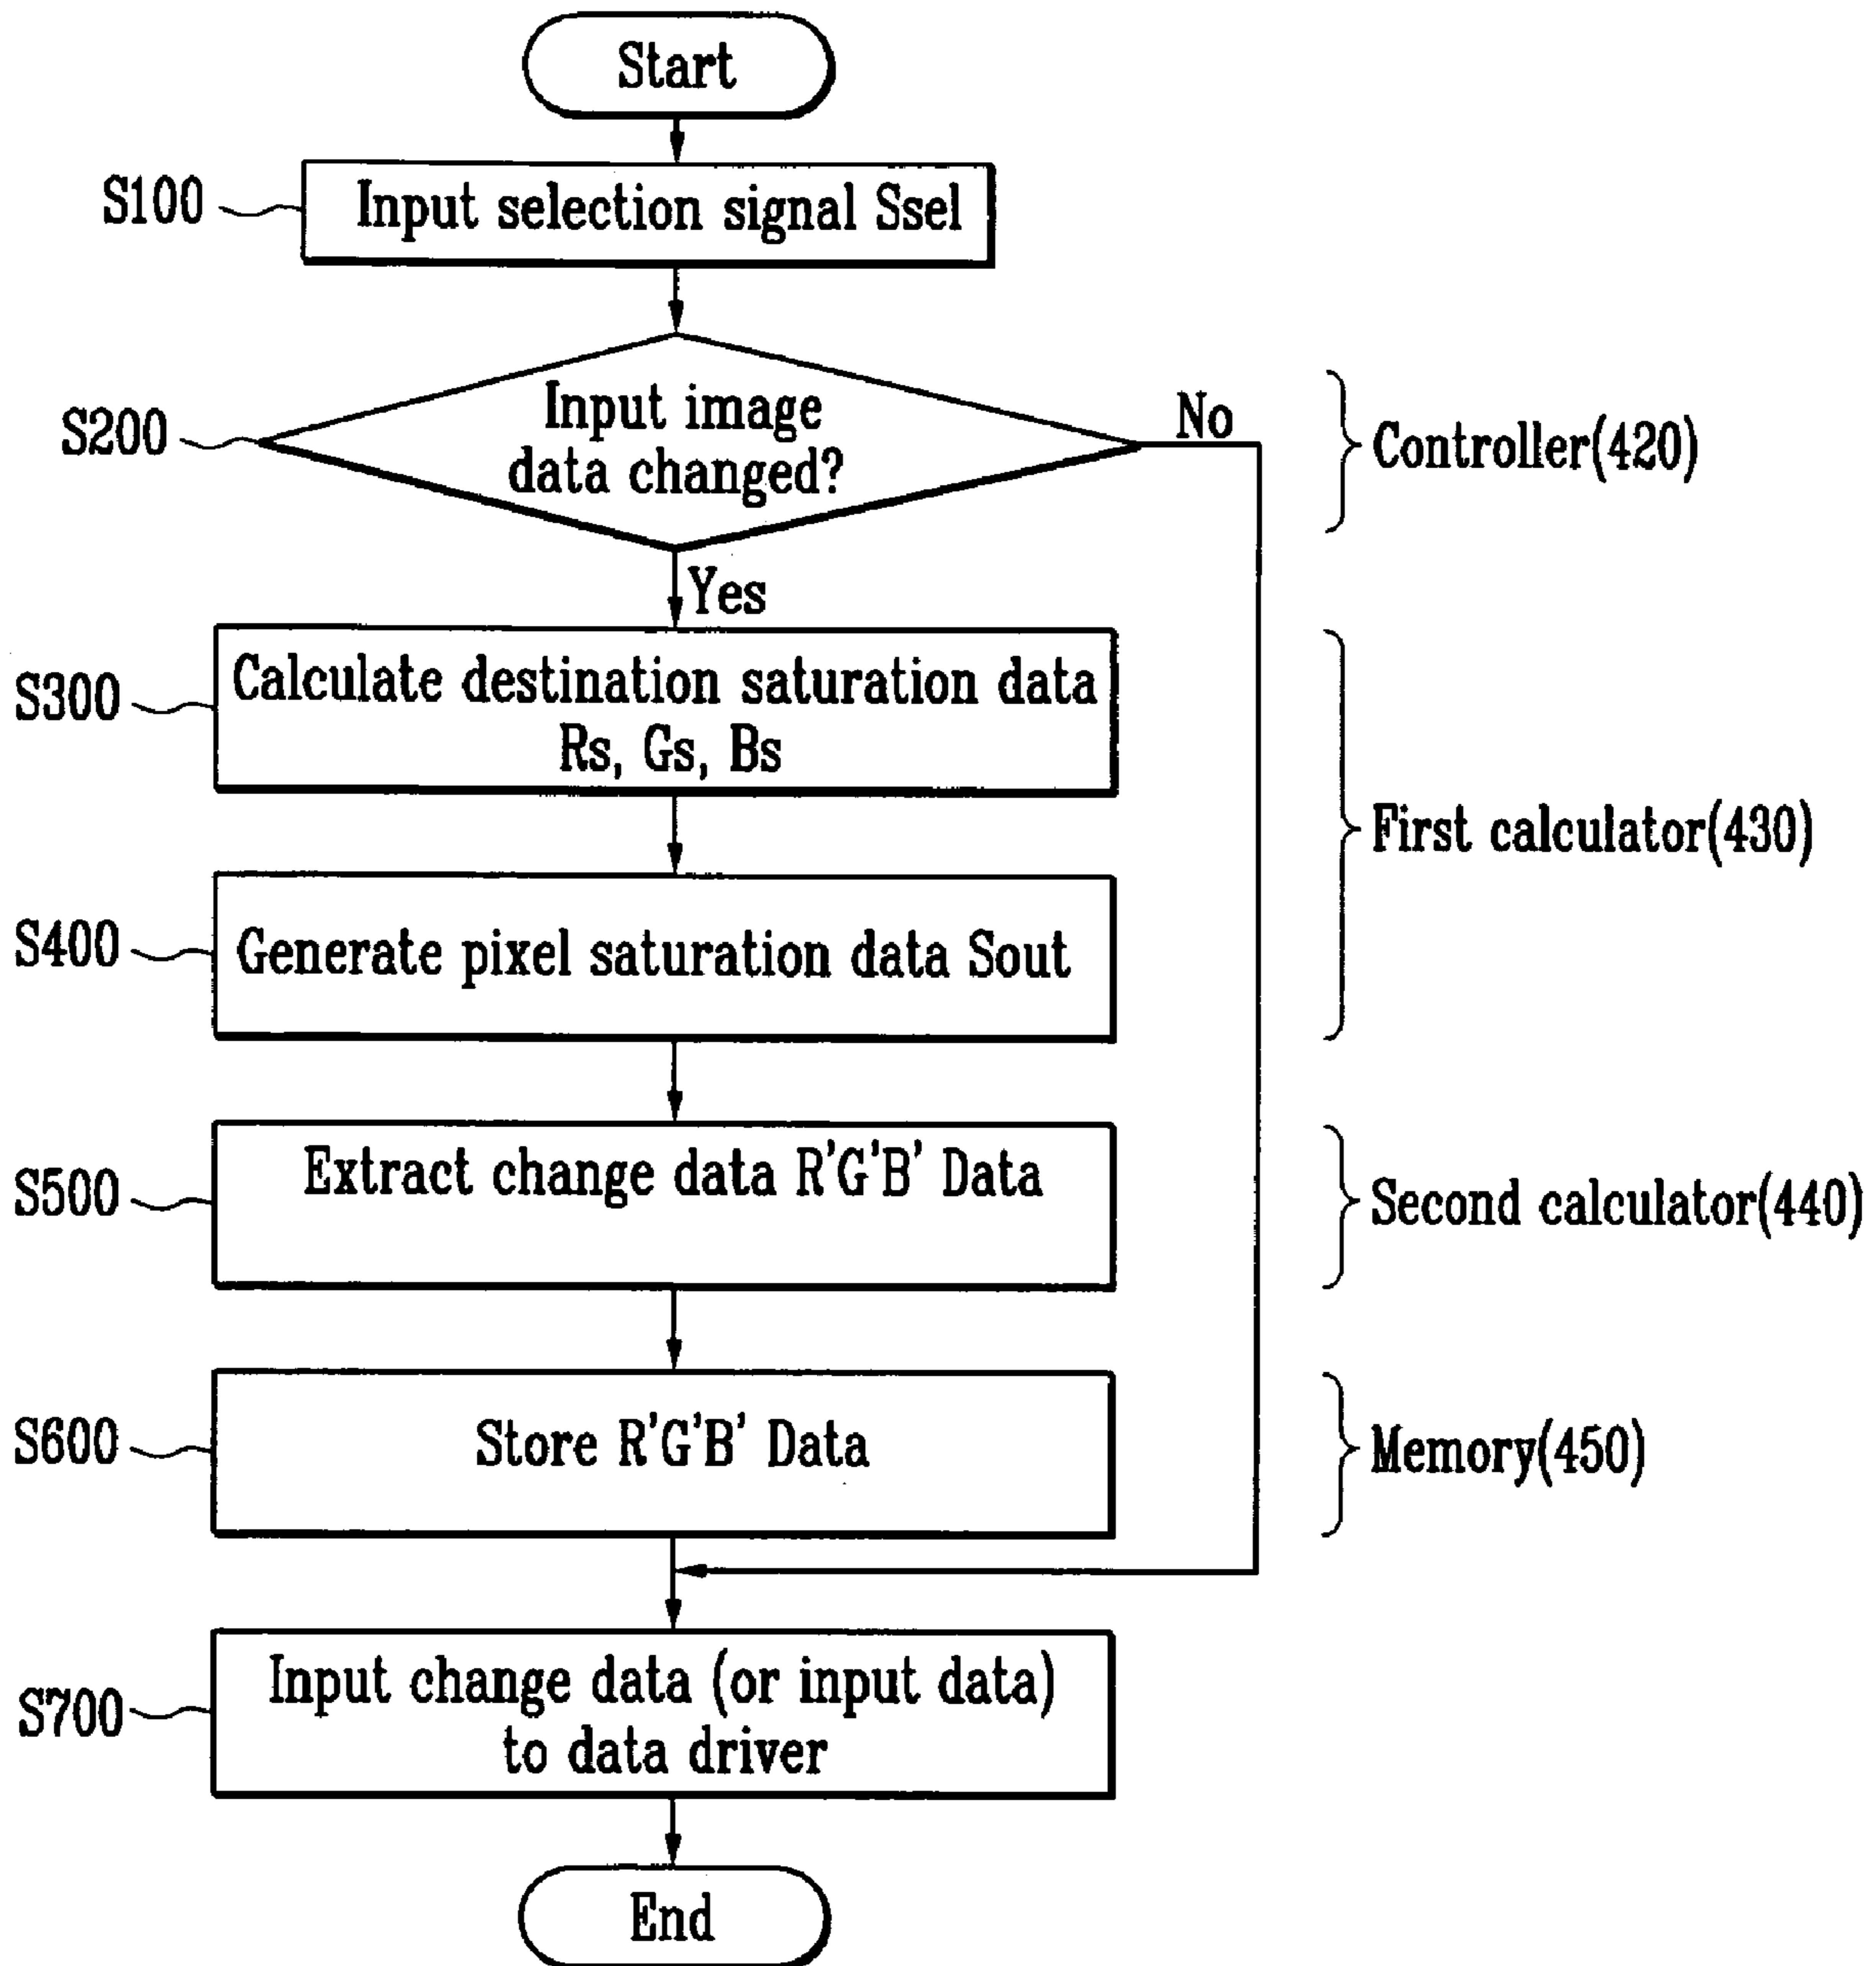 Start
S100
Input selection signal Ssel
S200
Input image
data changed?
No
Controller(420)
Yes
S300
Calculate destination saturation data
Rs, Gs, Bs
First calculator(430)
S400
Generate pixel saturation data Sout
S500
Extract change data R'G'B' Data
Second calculator(440)
S600
Store R'G'B' Data
Memory(450)
S700
Input change data (or input data)
to data driver
End